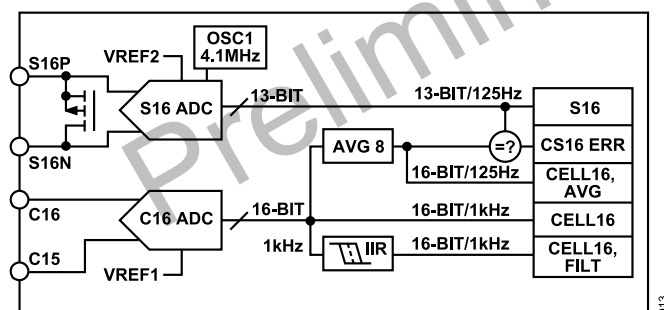 Prelimin
OSC1
4.1MHz
VREF2
S16P
S16 ADC
13-BIT
13-BIT/125Hz
S16
S16N
AVG 8
=?
CS16 ERR
16-BIT/125Hz
CELL16,
AVG
C16
C16 ADC
16-BIT
16-BIT/1kHz
CELL16
1kHz
IIR
16-BIT/1kHz
CELL16,
FILT
C15
VREF1